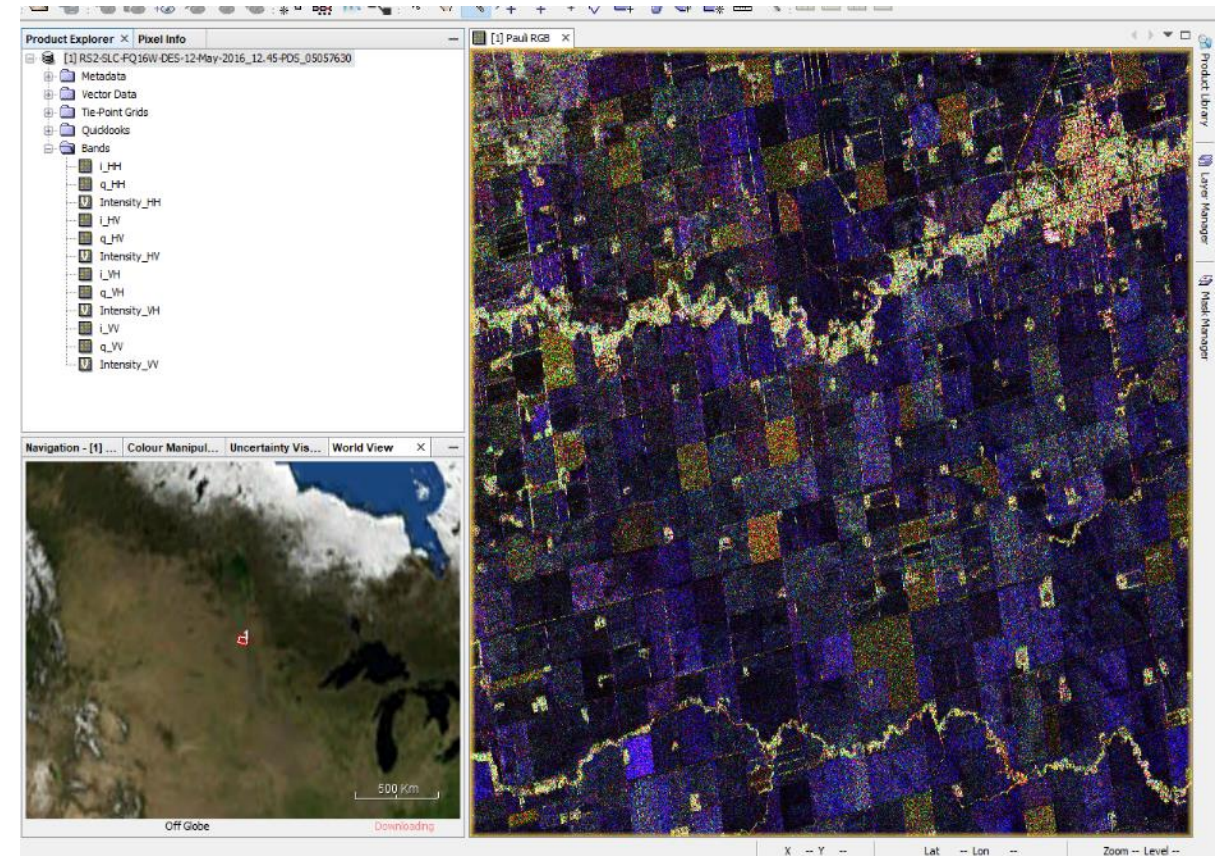 Product Explorer × Pixel Info
[1] RS2-SLC-FQ16W-DES-12-May-2016_12.45-PDS_05057630
Metadata
Vector Data
Tie-Point Grids
Quicklooks
Bands
i_HH
q_HH
Intensity_HH
i_HV
q_HV
Intensity_HV
i_VH
q_VH
Intensity_VH
i_VV
q_VV
Intensity_VV
Navigation - [1] ... Colour Manipul... Uncertainty Vis... World View ×
500 Km
Off Globe Downloading
[1] Pauli RGB ×
Product Library
Layer Manager
Mask Manager
X -- Y -- Lat -- Lon -- Zoom -- Level --